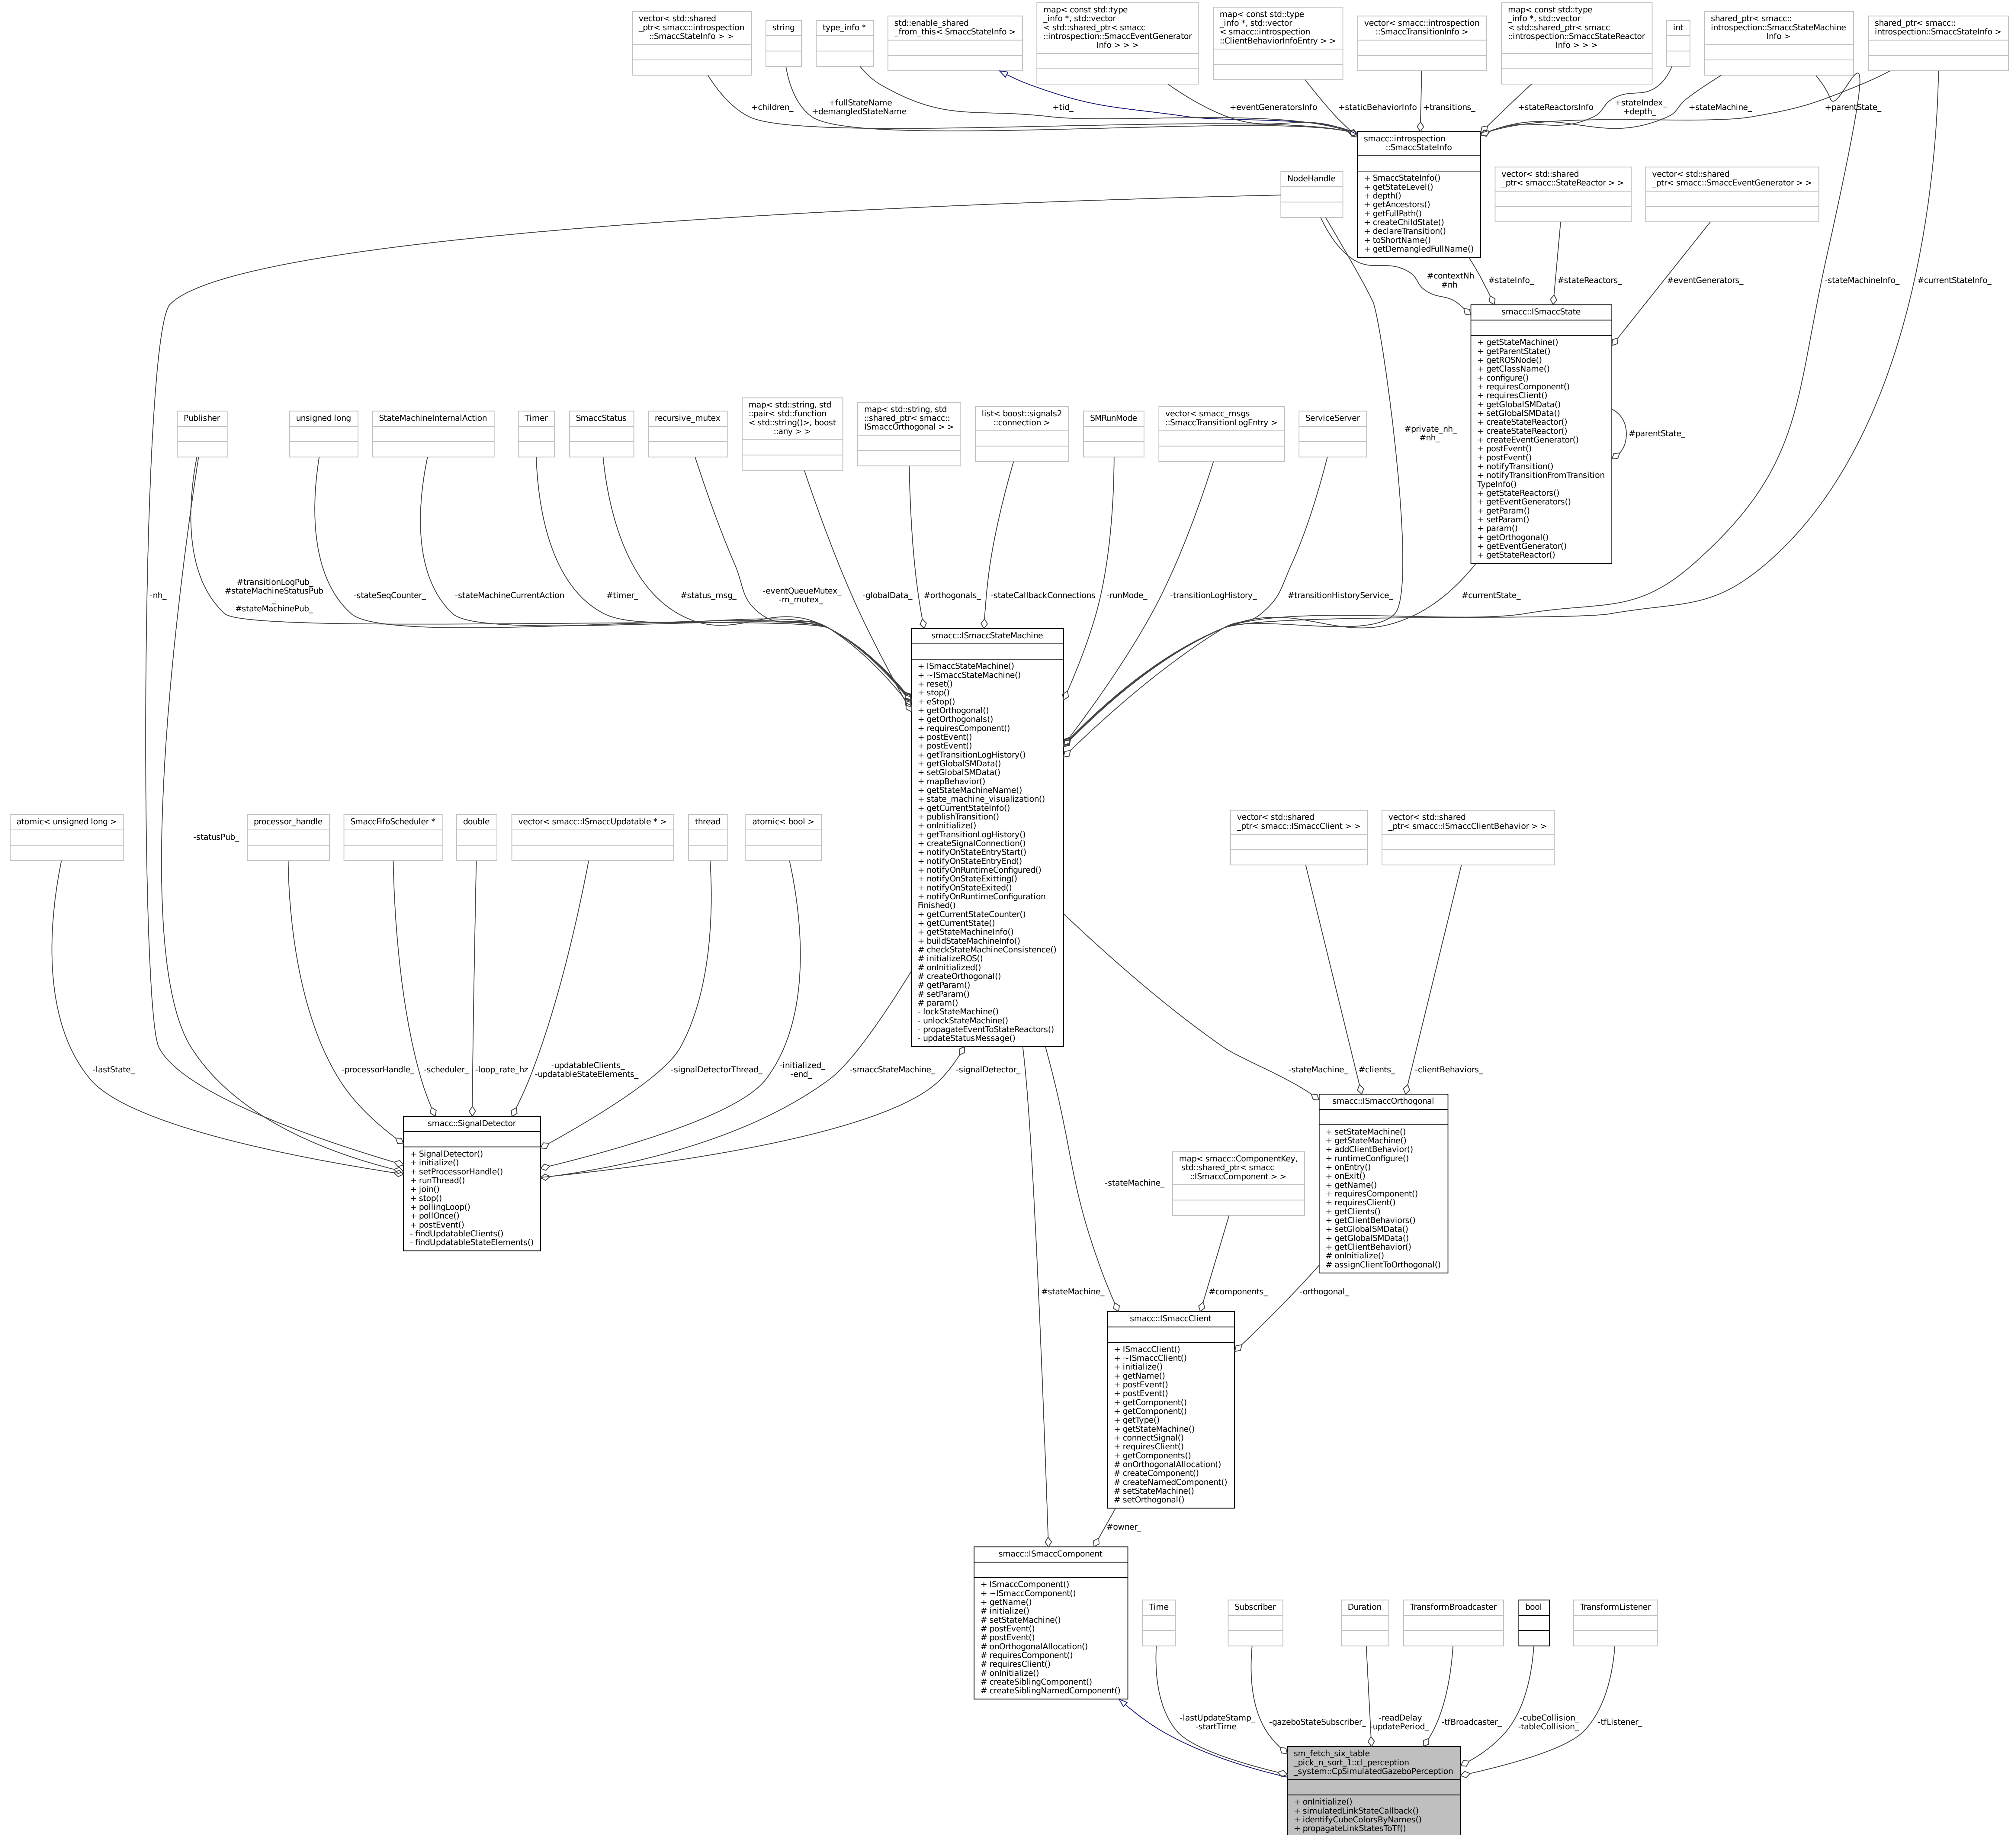 vector< std::shared
_ptr< smacc::introspection
::SmaccStateInfo > >
string
type_info *
std::enable_shared
_from_this< SmaccStateInfo >
map< const std::type
_info *, std::vector
< std::shared_ptr< smacc
::introspection::SmaccEventGenerator
Info > > >
map< const std::type
_info *, std::vector
< smacc::introspection
::ClientBehaviorInfoEntry > >
vector< smacc::introspection
::SmaccTransitionInfo >
map< const std::type
_info *, std::vector
< std::shared_ptr< smacc
::introspection::SmaccStateReactor
Info > > >
int
shared_ptr< smacc::
introspection::SmaccStateMachine
Info >
shared_ptr< smacc::
introspection::SmaccStateInfo >
+children_
+fullStateName
+demangledStateName
+tid_
+eventGeneratorsInfo
+staticBehaviorInfo
+transitions_
+stateReactorsInfo
+stateIndex_
+depth_
+stateMachine_
+parentState_
smacc::introspection
::SmaccStateInfo
+ SmaccStateInfo()
+ getStateLevel()
+ depth()
+ getAncestors()
+ getFullPath()
+ createChildState()
+ declareTransition()
+ toShortName()
+ getDemangledFullName()
NodeHandle
vector< std::shared
_ptr< smacc::StateReactor > >
vector< std::shared
_ptr< smacc::SmaccEventGenerator > >
#contextNh
#nh
#stateInfo_
#stateReactors_
#eventGenerators_
-stateMachineInfo_
#currentStateInfo_
smacc::ISmaccState
+ getStateMachine()
+ getParentState()
+ getROSNode()
+ getClassName()
+ configure()
+ requiresComponent()
+ requiresClient()
+ getGlobalSMData()
+ setGlobalSMData()
+ createStateReactor()
+ createStateReactor()
+ createEventGenerator()
+ postEvent()
+ postEvent()
+ notifyTransition()
+ notifyTransitionFromTransition
TypeInfo()
+ getStateReactors()
+ getEventGenerators()
+ getParam()
+ setParam()
+ param()
+ getOrthogonal()
+ getEventGenerator()
+ getStateReactor()
#parentState_
Publisher
unsigned long
StateMachineInternalAction
Timer
SmaccStatus
recursive_mutex
map< std::string, std
::pair< std::function
< std::string()>, boost
::any > >
map< std::string, std
::shared_ptr< smacc::
ISmaccOrthogonal > >
list< boost::signals2
::connection >
SMRunMode
vector< smacc_msgs
::SmaccTransitionLogEntry >
ServiceServer
#private_nh_
#nh_
-nh_
#transitionLogPub_
#stateMachineStatusPub
_
#stateMachinePub_
-stateSeqCounter_
-stateMachineCurrentAction
#timer_
#status_msg_
-eventQueueMutex_
-m_mutex_
-globalData_
#orthogonals_
-stateCallbackConnections
-runMode_
-transitionLogHistory_
#transitionHistoryService_
#currentState_
smacc::ISmaccStateMachine
+ ISmaccStateMachine()
+ ~ISmaccStateMachine()
+ reset()
+ stop()
+ eStop()
+ getOrthogonal()
+ getOrthogonals()
+ requiresComponent()
+ postEvent()
+ postEvent()
+ getTransitionLogHistory()
+ getGlobalSMData()
+ setGlobalSMData()
+ mapBehavior()
+ getStateMachineName()
+ state_machine_visualization()
+ getCurrentStateInfo()
+ publishTransition()
+ onInitialize()
+ getTransitionLogHistory()
+ createSignalConnection()
+ notifyOnStateEntryStart()
+ notifyOnStateEntryEnd()
+ notifyOnRuntimeConfigured()
+ notifyOnStateExitting()
+ notifyOnStateExited()
+ notifyOnRuntimeConfiguration
Finished()
+ getCurrentStateCounter()
+ getCurrentState()
+ getStateMachineInfo()
+ buildStateMachineInfo()
# checkStateMachineConsistence()
# initializeROS()
# onInitialized()
# createOrthogonal()
# getParam()
# setParam()
# param()
- lockStateMachine()
- unlockStateMachine()
- propagateEventToStateReactors()
- updateStatusMessage()
atomic< unsigned long >
-statusPub_
processor_handle
SmaccFifoScheduler *
double
vector< smacc::ISmaccUpdatable * >
thread
atomic< bool >
vector< std::shared
_ptr< smacc::ISmaccClient > >
vector< std::shared
_ptr< smacc::ISmaccClientBehavior > >
-lastState_
-processorHandle_
-scheduler_
-loop_rate_hz
-updatableClients_
-updatableStateElements_
-signalDetectorThread_
-initialized_
-end_
-smaccStateMachine_
-signalDetector_
-stateMachine_
#clients_
-clientBehaviors_
smacc::SignalDetector
+ SignalDetector()
+ initialize()
+ setProcessorHandle()
+ runThread()
+ join()
+ stop()
+ pollingLoop()
+ pollOnce()
+ postEvent()
- findUpdatableClients()
- findUpdatableStateElements()
smacc::ISmaccOrthogonal
+ setStateMachine()
+ getStateMachine()
+ addClientBehavior()
+ runtimeConfigure()
+ onEntry()
+ onExit()
+ getName()
+ requiresComponent()
+ requiresClient()
+ getClients()
+ getClientBehaviors()
+ setGlobalSMData()
+ getGlobalSMData()
+ getClientBehavior()
# onInitialize()
# assignClientToOrthogonal()
map< smacc::ComponentKey,
std::shared_ptr< smacc
::ISmaccComponent > >
-stateMachine_
#stateMachine_
#components_
-orthogonal_
smacc::ISmaccClient
+ ISmaccClient()
+ ~ISmaccClient()
+ initialize()
+ getName()
+ postEvent()
+ postEvent()
+ getComponent()
+ getComponent()
+ getType()
+ getStateMachine()
+ connectSignal()
+ requiresClient()
+ getComponents()
# onOrthogonalAllocation()
# createComponent()
# createNamedComponent()
# setStateMachine()
# setOrthogonal()
#owner_
smacc::ISmaccComponent
+ ISmaccComponent()
+ ~ISmaccComponent()
+ getName()
# initialize()
# setStateMachine()
# postEvent()
# postEvent()
# onOrthogonalAllocation()
# requiresComponent()
# requiresClient()
# onInitialize()
# createSiblingComponent()
# createSiblingNamedComponent()
Time
Subscriber
Duration
TransformBroadcaster
bool
TransformListener
-lastUpdateStamp_
-startTime
-gazeboStateSubscriber_
-readDelay
-updatePeriod_
-tfBroadcaster_
-cubeCollision_
-tableCollision_
-tfListener_
sm_fetch_six_table
_pick_n_sort_1::cl_perception
_system::CpSimulatedGazeboPerception
+ onInitialize()
+ simulatedLinkStateCallback()
+ identifyCubeColorsByNames()
+ propagateLinkStatesToTf()